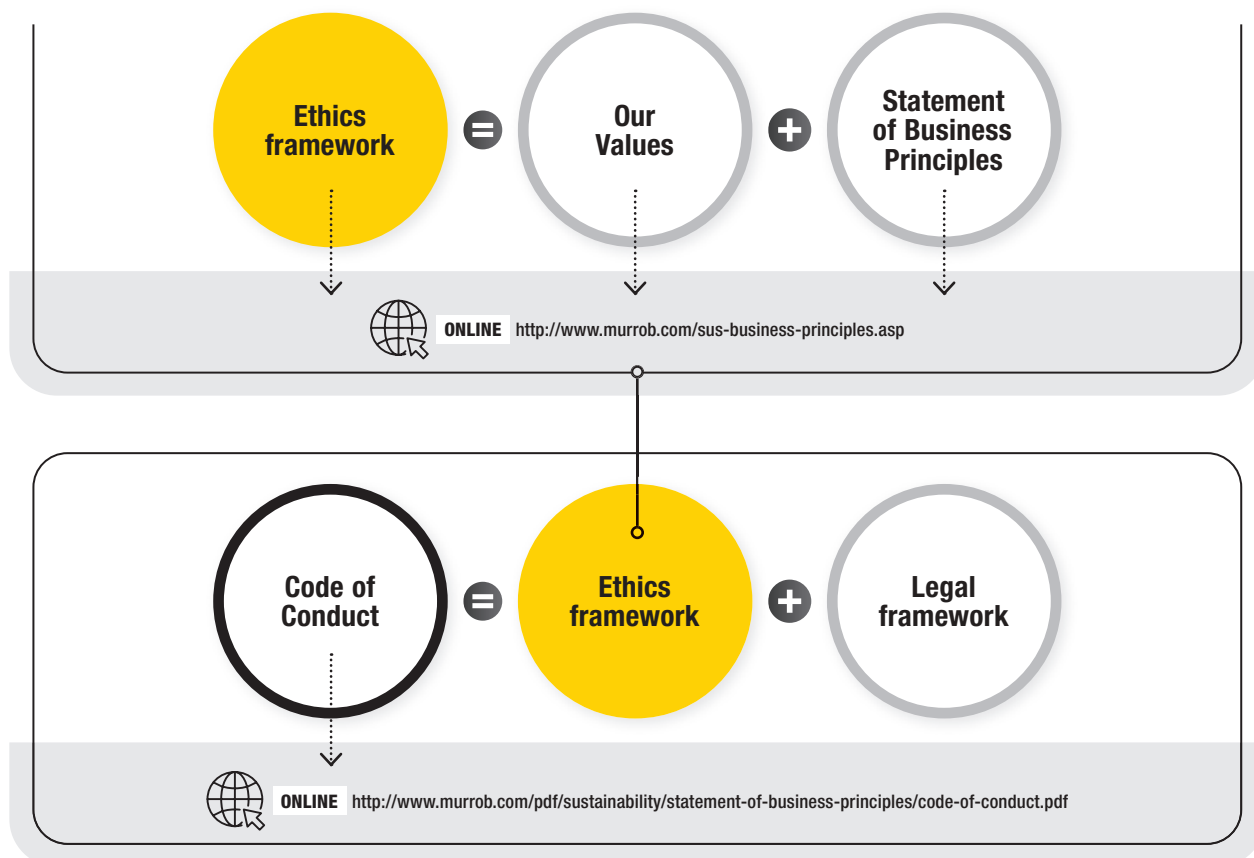 Ethics
framework
=
Our
Values
+
Statement
of Business
Principles
ONLINE http://www.murrob.com/sus-business-principles.asp
Code of
Conduct
=
Ethics
framework
+
Legal
framework
ONLINE http://www.murrob.com/pdf/sustainability/statement-of-business-principles/code-of-conduct.pdf